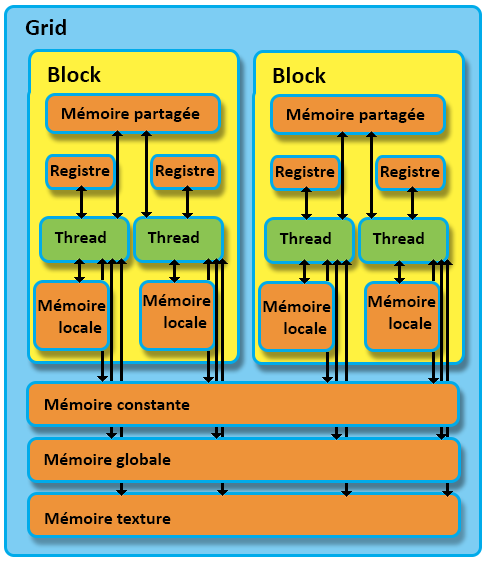 Grid
Block
Mémoire partagée
Registre
Registre
Thread
Thread
Mémoire
locale
Mémoire
locale
Block
Mémoire partagée
Registre
Registre
Thread
Thread
Mémoire
locale
Mémoire
locale
Mémoire constante
Mémoire globale
Mémoire texture